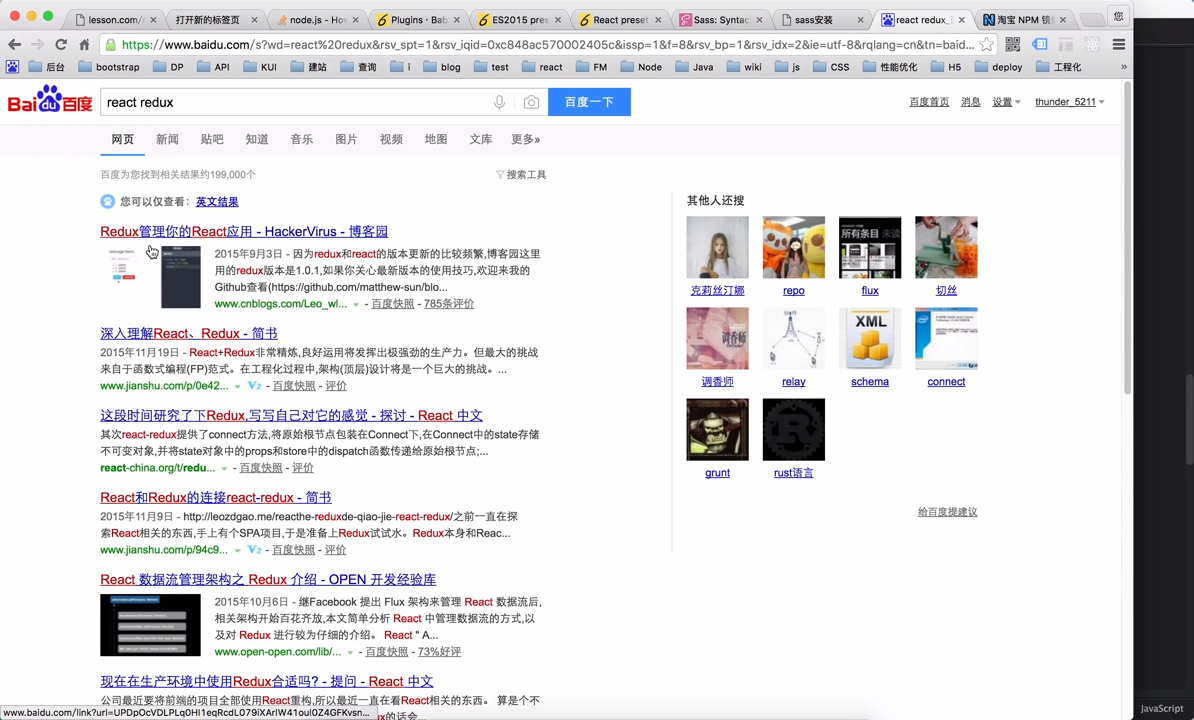 lesson.com/
打开新的标签页
node.js - Ho
Plugins · Bab
ES2015 pres
React preset
Sass: Syntac
sass安装
react redux_
淘宝 NPM 镜
您
https://www.baidu.com/s?wd=react%20redux&rsv_spt=1&rsv_iqid=0xc848ac570002405c&issp=1&f=8&rsv_bp=1&rsv_idx=2&ie=utf-8&rqlang=cn&tn=baid...
后台 bootstrap DP API KUI 建站 查询 i blog test react FM Node Java wiki js CSS 性能优化 H5 deploy 工程化 »
Bai du 百度
react redux
百度一下
百度首页 消息 设置 thunder_5211
网页 新闻 贴吧 知道 音乐 图片 视频 地图 文库 更多»
百度为您找到相关结果约199,000个
搜索工具
您可以仅查看：英文结果
Redux管理你的React应用 - HackerVirus - 博客园
2015年9月3日 - 因为redux和react的版本更新的比较频繁,博客园这里
用的redux版本是1.0.1,如果你关心最新版本的使用技巧,欢迎来我的
Github查看(https://github.com/matthew-sun/blo...
www.cnblogs.com/Leo_wl... - 百度快照 - 785条评价
深入理解React、Redux - 简书
2015年11月19日 - React+Redux非常精炼,良好运用将发挥出极强劲的生产力。但最大的挑战
来自于函数式编程(FP)范式。在工程化过程中,架构(顶层)设计将是一个巨大的挑战。...
www.jianshu.com/p/0e42... V2 - 百度快照 - 评价
这段时间研究了下Redux,写写自己对它的感觉 - 探讨 - React 中文
其次react-redux提供了connect方法,将原始根节点包装在Connect下,在Connect中的state存储
不可变对象,并将state对象中的props和store中的dispatch函数传递给原始根节点;...
react-china.org/t/redu... - 百度快照 - 评价
React和Redux的连接react-redux - 简书
2015年11月9日 - http://leozdgao.me/reacthe-reduxde-qiao-jie-react-redux/之前一直在探
索React相关的东西,手上有个SPA项目,于是准备上Redux试试水。Redux本身和Reac...
www.jianshu.com/p/94c9... V2 - 百度快照 - 评价
React 数据流管理架构之 Redux 介绍 - OPEN 开发经验库
2015年10月6日 - 继Facebook 提出 Flux 架构来管理 React 数据流后,
相关架构开始百花齐放,本文简单分析 React 中管理数据流的方式,以
及对 Redux 进行较为仔细的介绍。 React " A...
www.open-open.com/lib/... - 百度快照 - 73%好评
现在在生产环境中使用Redux合适吗? - 提问 - React 中文
公司最近要将前端的项目全部使用React重构,所以最近一直在看React相关的东西。 算是个不
x的话会...
其他人还搜
所有条目 未读
克莉丝汀娜 repo flux 切丝
调香师
XML
调香师 relay schema connect
grunt rust语言
给百度提建议
www.baidu.com/link?url=UPDpOcVDLPLq0HI1eqRcdL079iXArIW41oul0Z4GFKvsn...
JavaScript